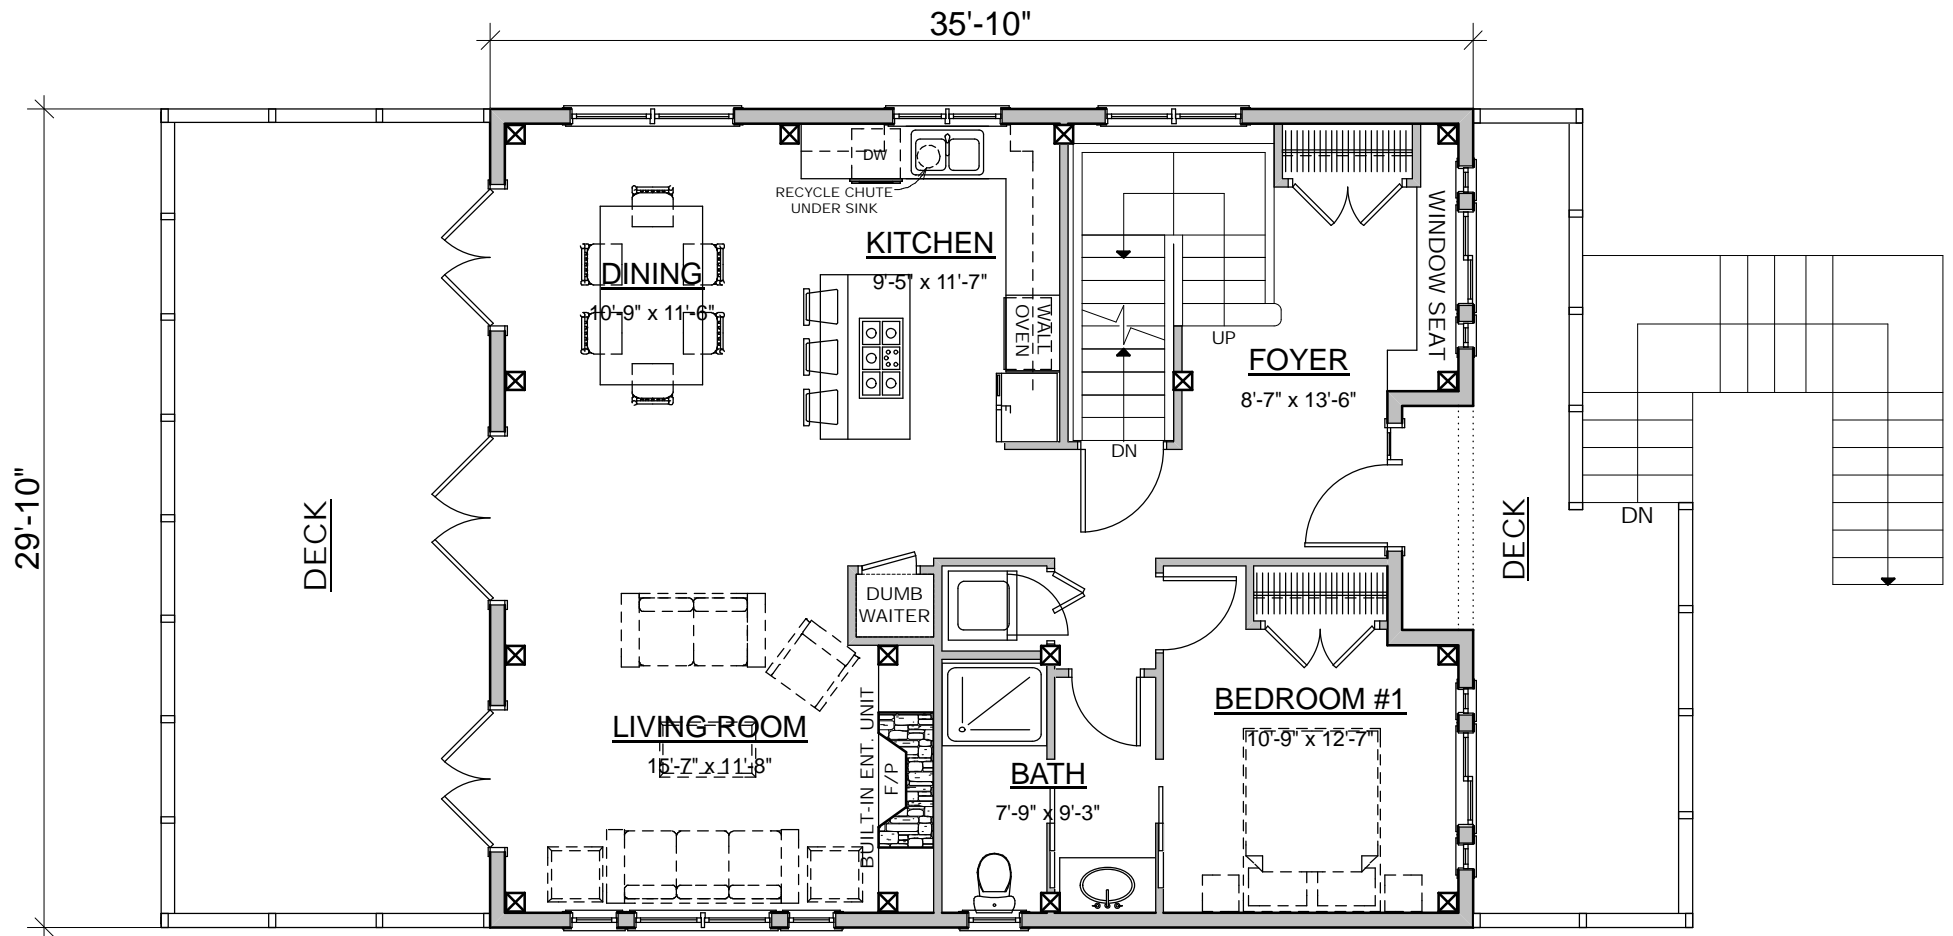 35'-10"
29'-10"
DW
RECYCLE CHUTE
UNDER SINK
KITCHEN
9'-5" x 11'-7"
DINING
10'-9" x 11'-6"
WALL
OVEN
WINDOW SEAT
UP
FOYER
8'-7" x 13'-6"
DN
DECK
DECK
DN
DUMB
WAITER
BEDROOM #1
10'-9" x 12'-7"
LIVING ROOM
15'-7" x 11'-8"
BUILT-IN ENT. UNIT
F/P
BATH
7'-9" x 9'-3"